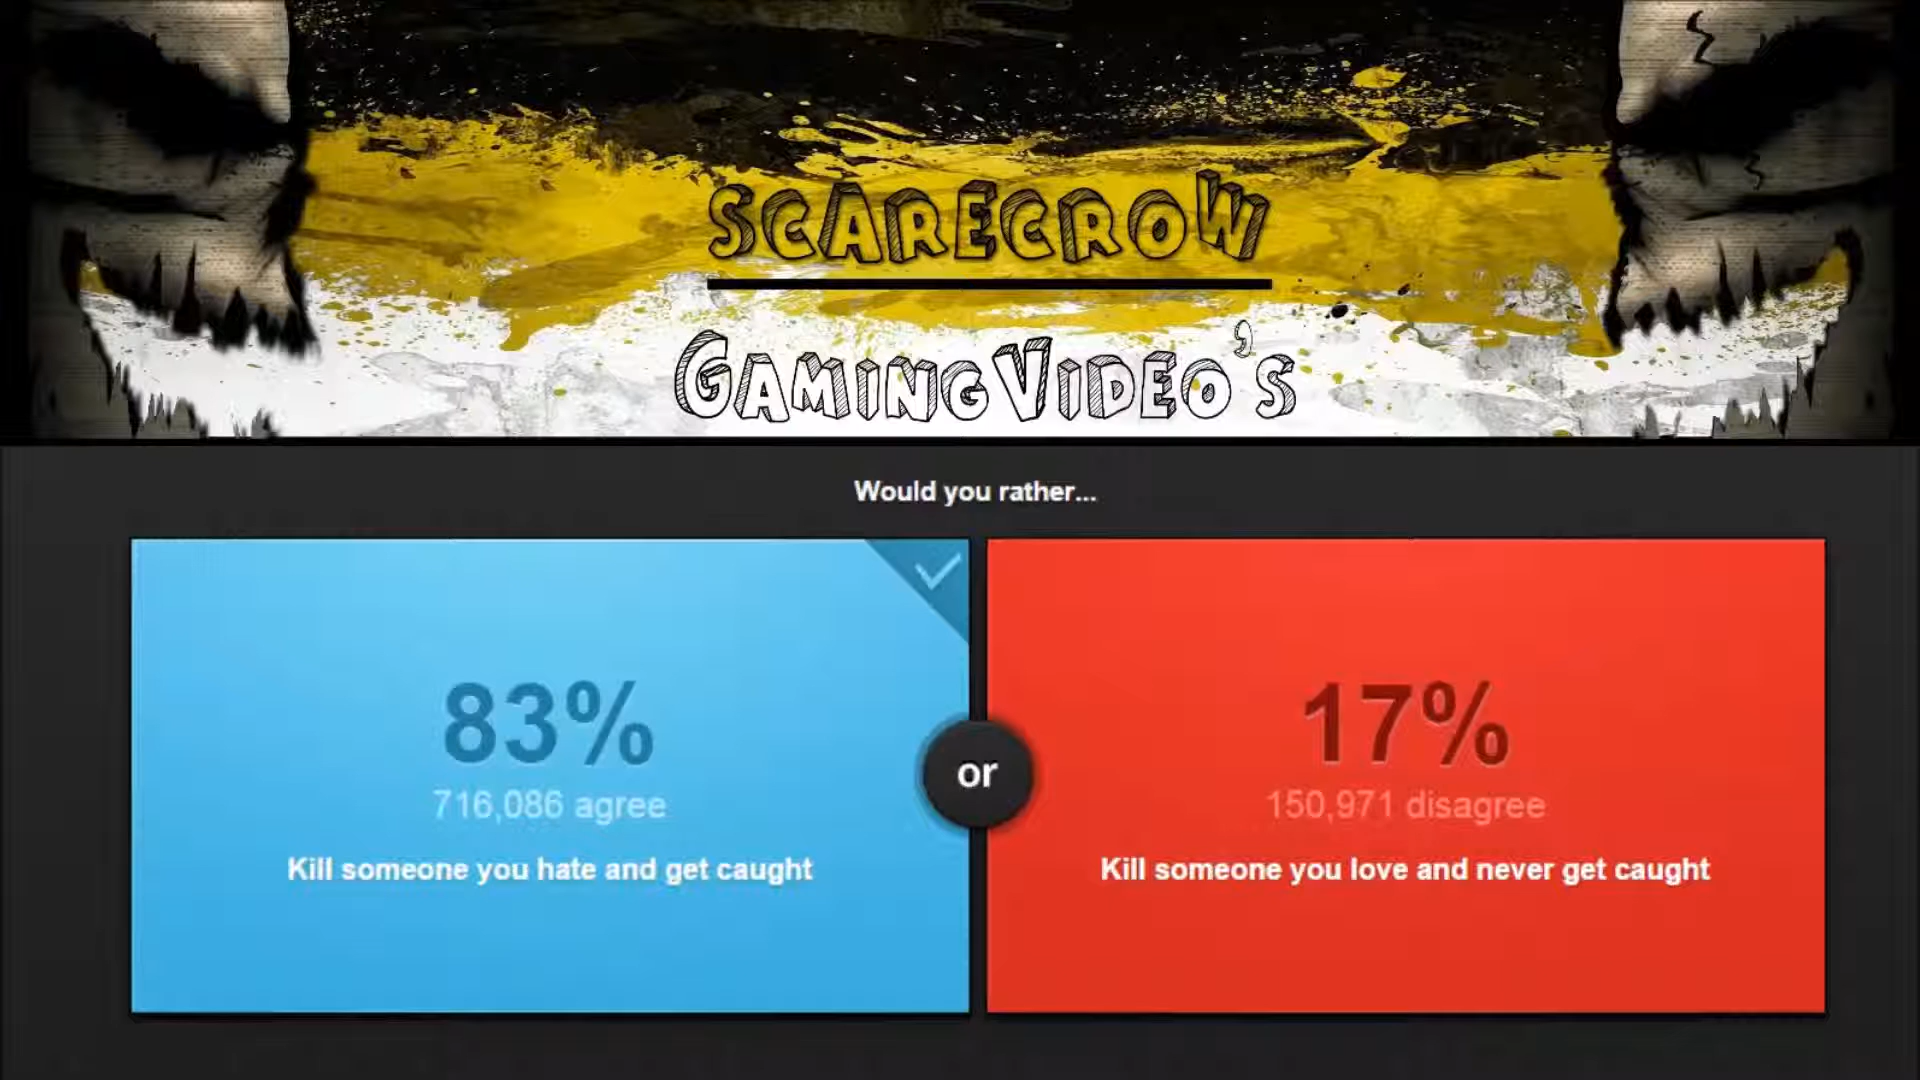 SCARECROW
GAMINGVIDEO'S
Would you rather...
83%
716,086 agree
Kill someone you hate and get caught
or
17%
150,971 disagree
Kill someone you love and never get caught